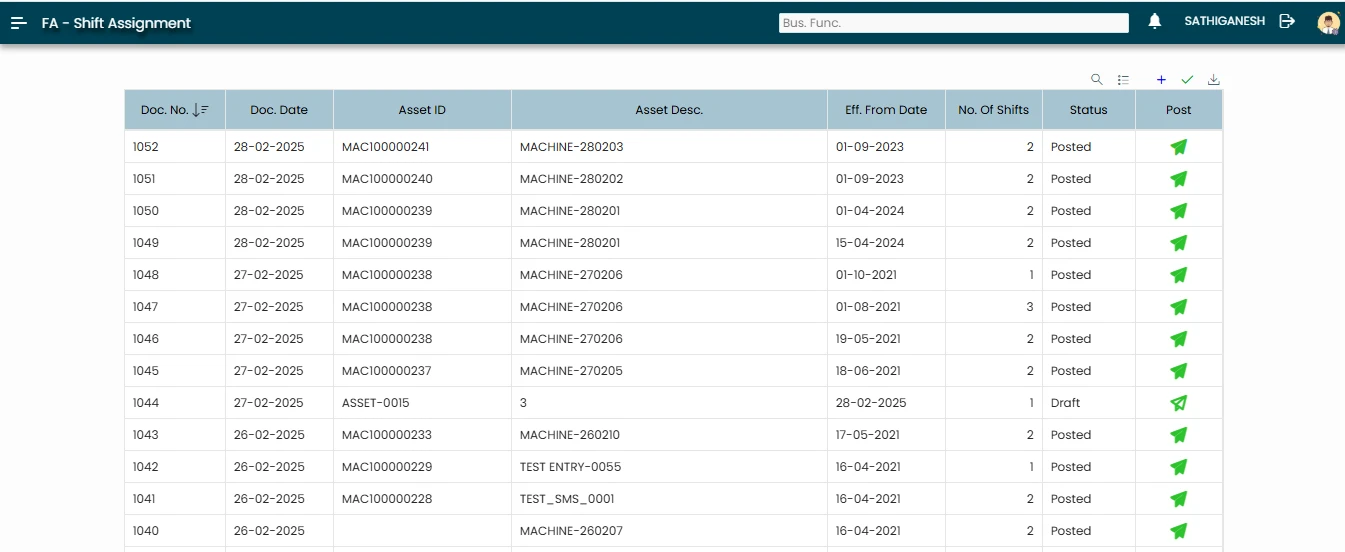 FA - Shift Assignment Bus. Func. SATHIGANESH
Doc. No. Doc. Date Asset ID Asset Desc. Eff. From Date No. Of Shifts Status Post
1052 28-02-2025 MAC100000241 MACHINE-280203 01-09-2023 2 Posted
1051 28-02-2025 MAC100000240 MACHINE-280202 01-09-2023 2 Posted
1050 28-02-2025 MAC100000239 MACHINE-280201 01-04-2024 2 Posted
1049 28-02-2025 MAC100000239 MACHINE-280201 15-04-2024 2 Posted
1048 27-02-2025 MAC100000238 MACHINE-270206 01-10-2021 1 Posted
1047 27-02-2025 MAC100000238 MACHINE-270206 01-08-2021 3 Posted
1046 27-02-2025 MAC100000238 MACHINE-270206 19-05-2021 2 Posted
1045 27-02-2025 MAC100000237 MACHINE-270205 18-06-2021 2 Posted
1044 27-02-2025 ASSET-0015 3 28-02-2025 1 Draft
1043 26-02-2025 MAC100000233 MACHINE-260210 17-05-2021 2 Posted
1042 26-02-2025 MAC100000229 TEST ENTRY-0055 16-04-2021 1 Posted
1041 26-02-2025 MAC100000228 TEST_SMS_0001 16-04-2021 2 Posted
1040 26-02-2025 MACHINE-260207 16-04-2021 2 Posted